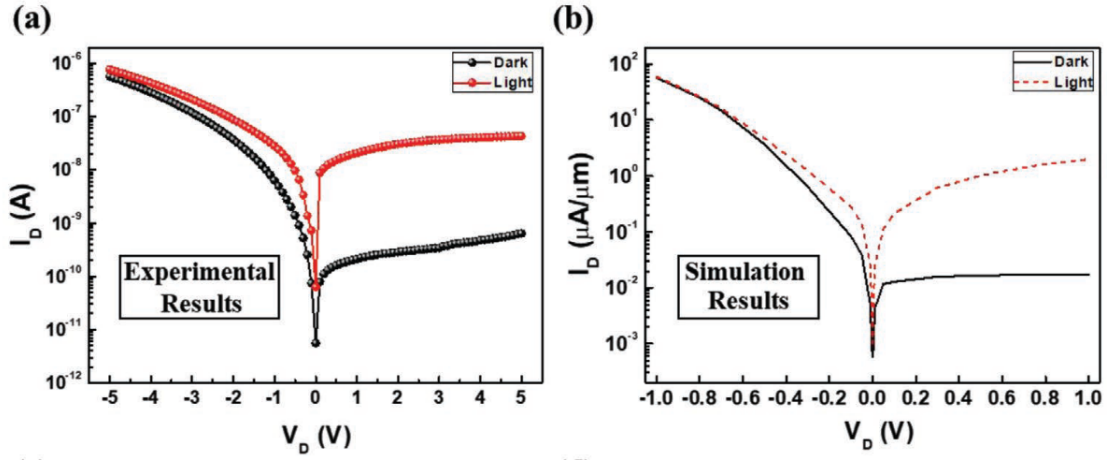 (a)
Dark
Light
10⁻⁶
10⁻⁷
10⁻⁸
10⁻⁹
10⁻¹⁰
10⁻¹¹
10⁻¹²
I_D (A)
Experimental
Results
-5 -4 -3 -2 -1 0 1 2 3 4 5
V_D (V)
(b)
Dark
Light
10²
10¹
10⁰
10⁻¹
10⁻²
10⁻³
I_D (μA/μm)
Simulation
Results
-1.0 -0.8 -0.6 -0.4 -0.2 0.0 0.2 0.4 0.6 0.8 1.0
V_D (V)